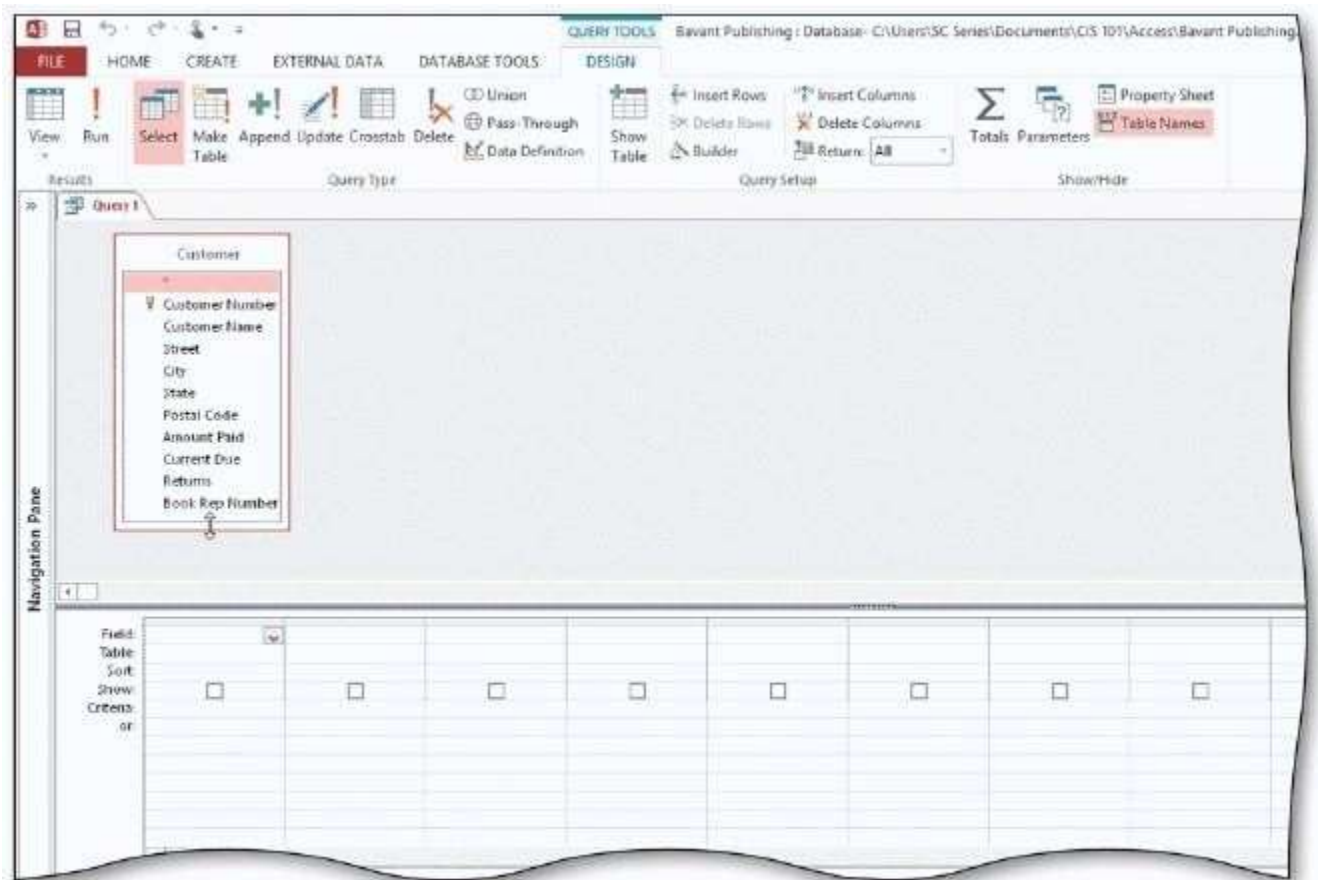 QUERY TOOLS Bavant Publishing : Database- C:\Users\SC Series\Documents\CIS 101\Access\Bavant Publishing.
FILE HOME CREATE EXTERNAL DATA DATABASE TOOLS DESIGN
View Run Select Make Table Append Update Crosstab Delete
Union
Pass-Through
Data Definition
Show Table
Insert Rows
Delete Rows
Builder
Insert Columns
Delete Columns
Return: All
Totals Parameters
Property Sheet
Table Names
Results Query Type Query Setup Show/Hide
Query1
Customer
*
Customer Number
Customer Name
Street
City
State
Postal Code
Amount Paid
Current Due
Returns
Book Rep Number
Navigation Pane
Field:
Table:
Sort:
Show:
Criteria:
or: